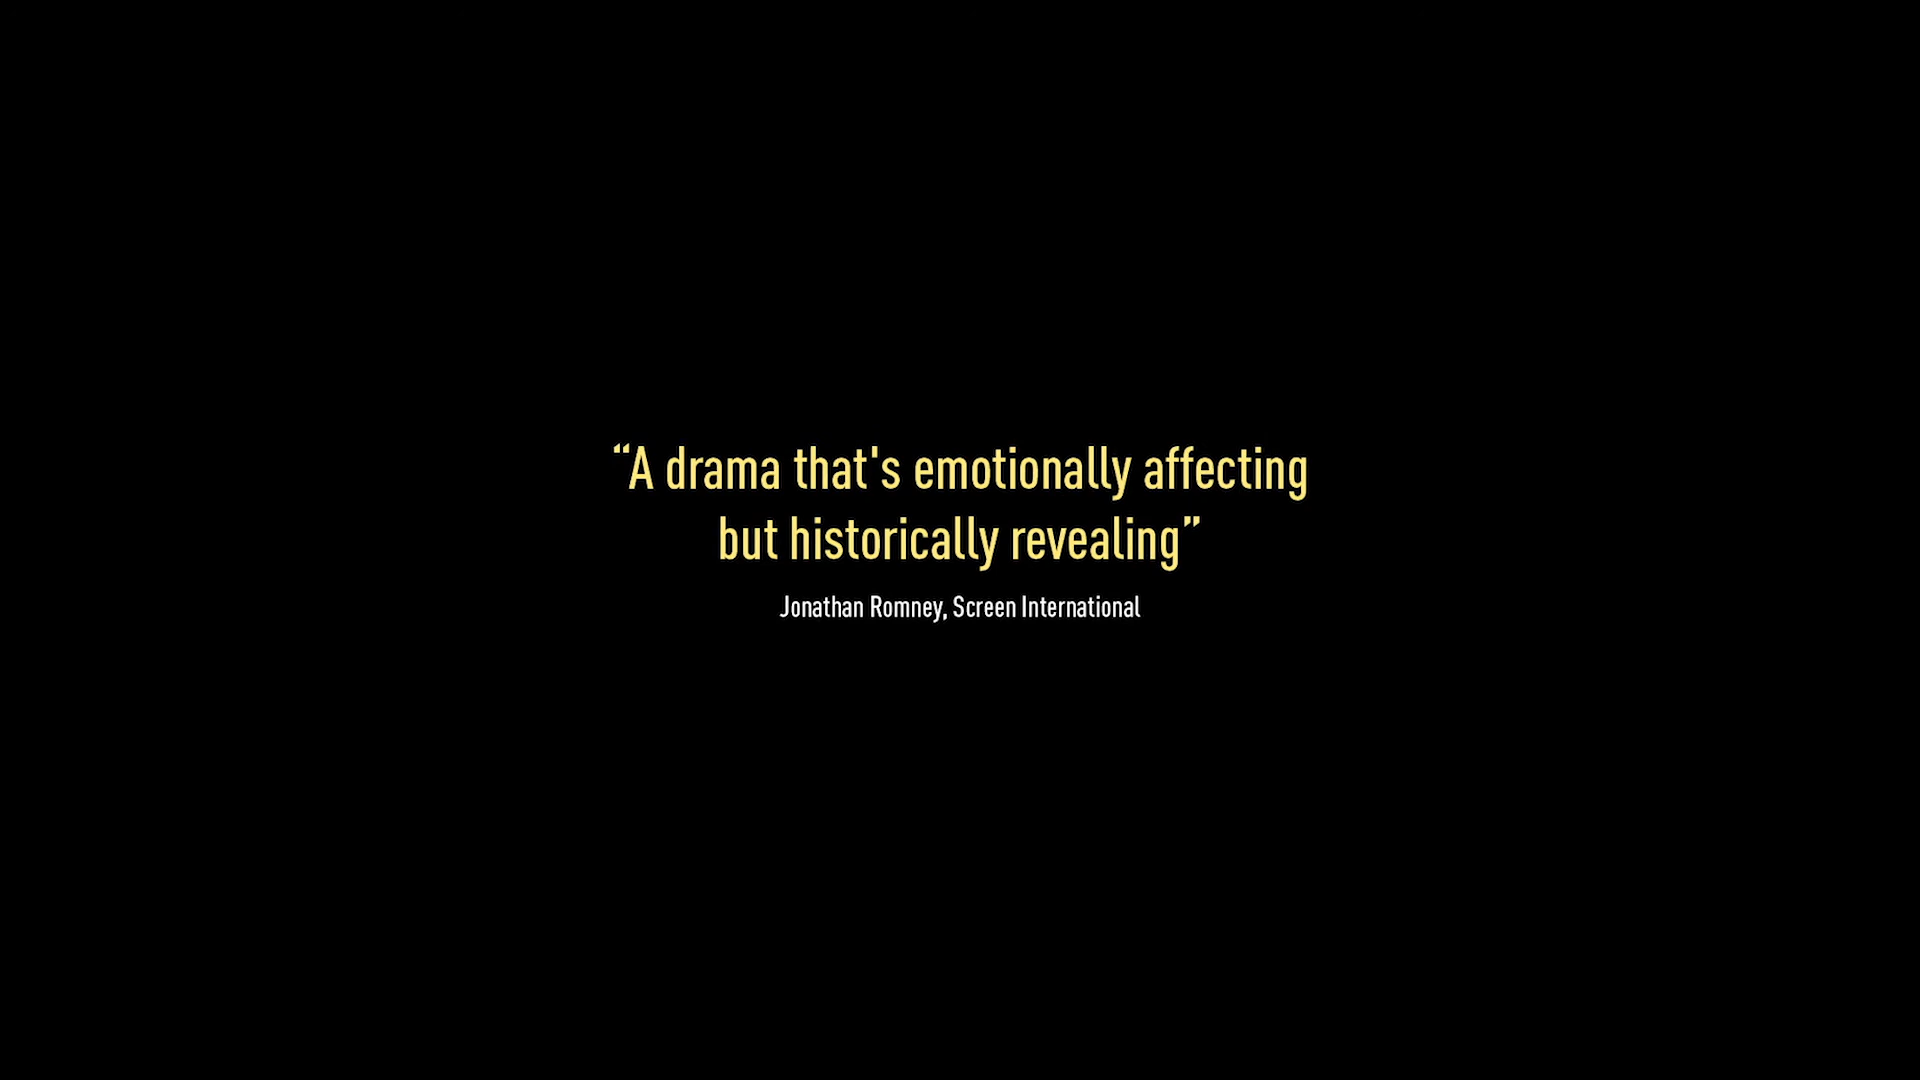 “A drama that's emotionally affecting
but historically revealing”
Jonathan Romney, Screen International